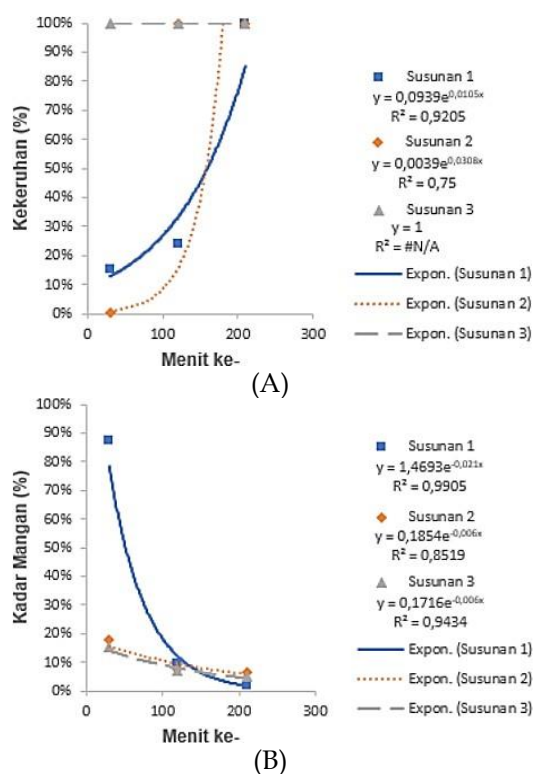 100%
90%
80%
70%
60%
50%
40%
30%
20%
10%
0%
Kekeruhan (%)
0
100
200
300
Menit ke-
Susunan 1
y = 0,0939e^0,0105x
R² = 0,9205
Susunan 2
y = 0,0039e^0,0308x
R² = 0,75
Susunan 3
y = 1
R² = #N/A
Expon. (Susunan 1)
Expon. (Susunan 2)
Expon. (Susunan 3)
(A)
100%
90%
80%
70%
60%
50%
40%
30%
20%
10%
0%
Kadar Mangan (%)
0
100
200
300
Menit ke-
Susunan 1
y = 1,4693e^-0,021x
R² = 0,9905
Susunan 2
y = 0,1854e^-0,006x
R² = 0,8519
Susunan 3
y = 0,1716e^-0,006x
R² = 0,9434
Expon. (Susunan 1)
Expon. (Susunan 2)
Expon. (Susunan 3)
(B)